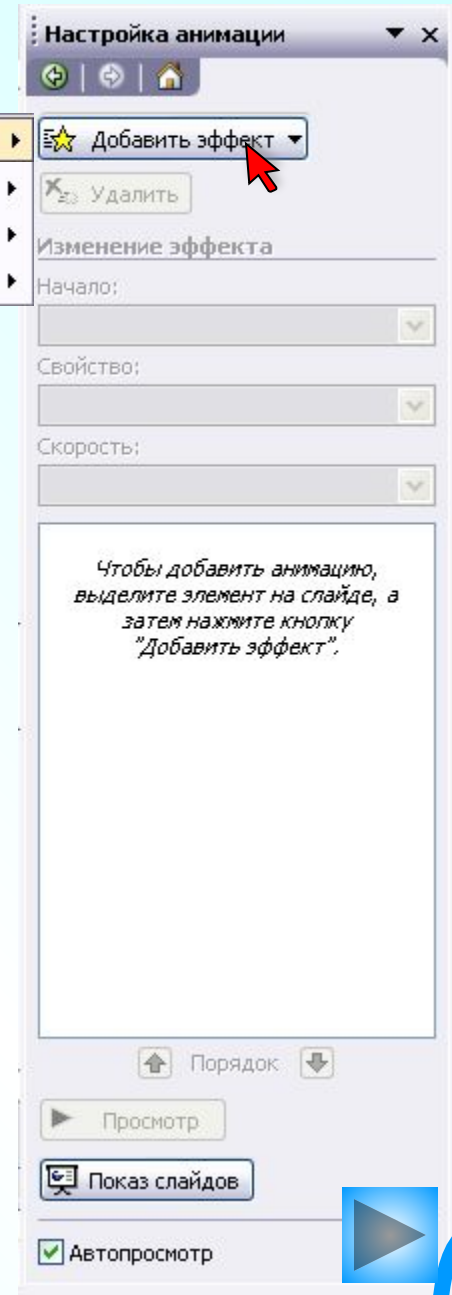 Настройка анимации
Добавить эффект
Удалить
Изменение эффекта
Начало:
Свойство:
Скорость:
Чтобы добавить анимацию,
выделите элемент на слайде, а
затем нажмите кнопку
"Добавить эффект".
Порядок
Просмотр
Показ слайдов
Автопросмотр